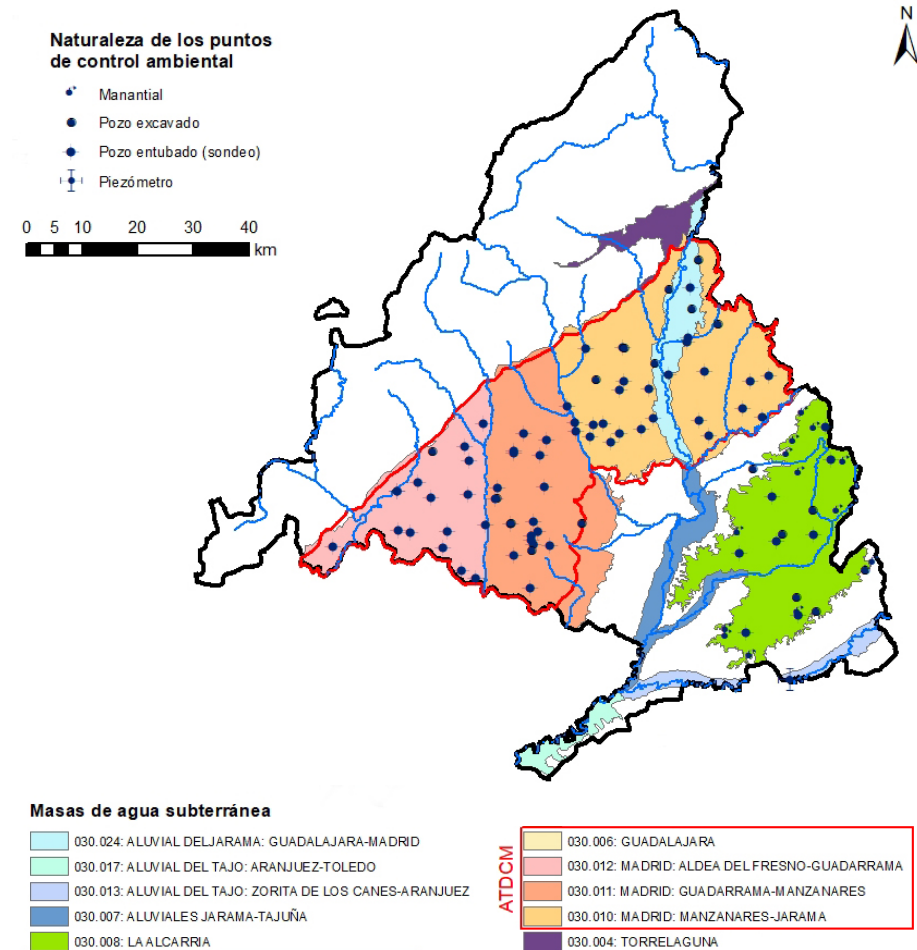 N
Naturaleza de los puntos
de control ambiental
Manantial
Pozo excavado
Pozo entubado (sondeo)
Piezómetro
0 5 10 20 30 40
km
Masas de agua subterránea
030.024: ALUVIAL DELJARAMA: GUADALAJARA-MADRID
030.017: ALUVIAL DEL TAJO: ARANJUEZ-TOLEDO
030.013: ALUVIAL DEL TAJO: ZORITA DE LOS CANES-ARANJUEZ
030.007: ALUVIALES JARAMA-TAJUÑA
030.008: LA ALCARRIA
ATDCM
030.006: GUADALAJARA
030.012: MADRID: ALDEA DEL FRESNO-GUADARRAMA
030.011: MADRID: GUADARRAMA-MANZANARES
030.010: MADRID: MANZANARES-JARAMA
030.004: TORRELAGUNA